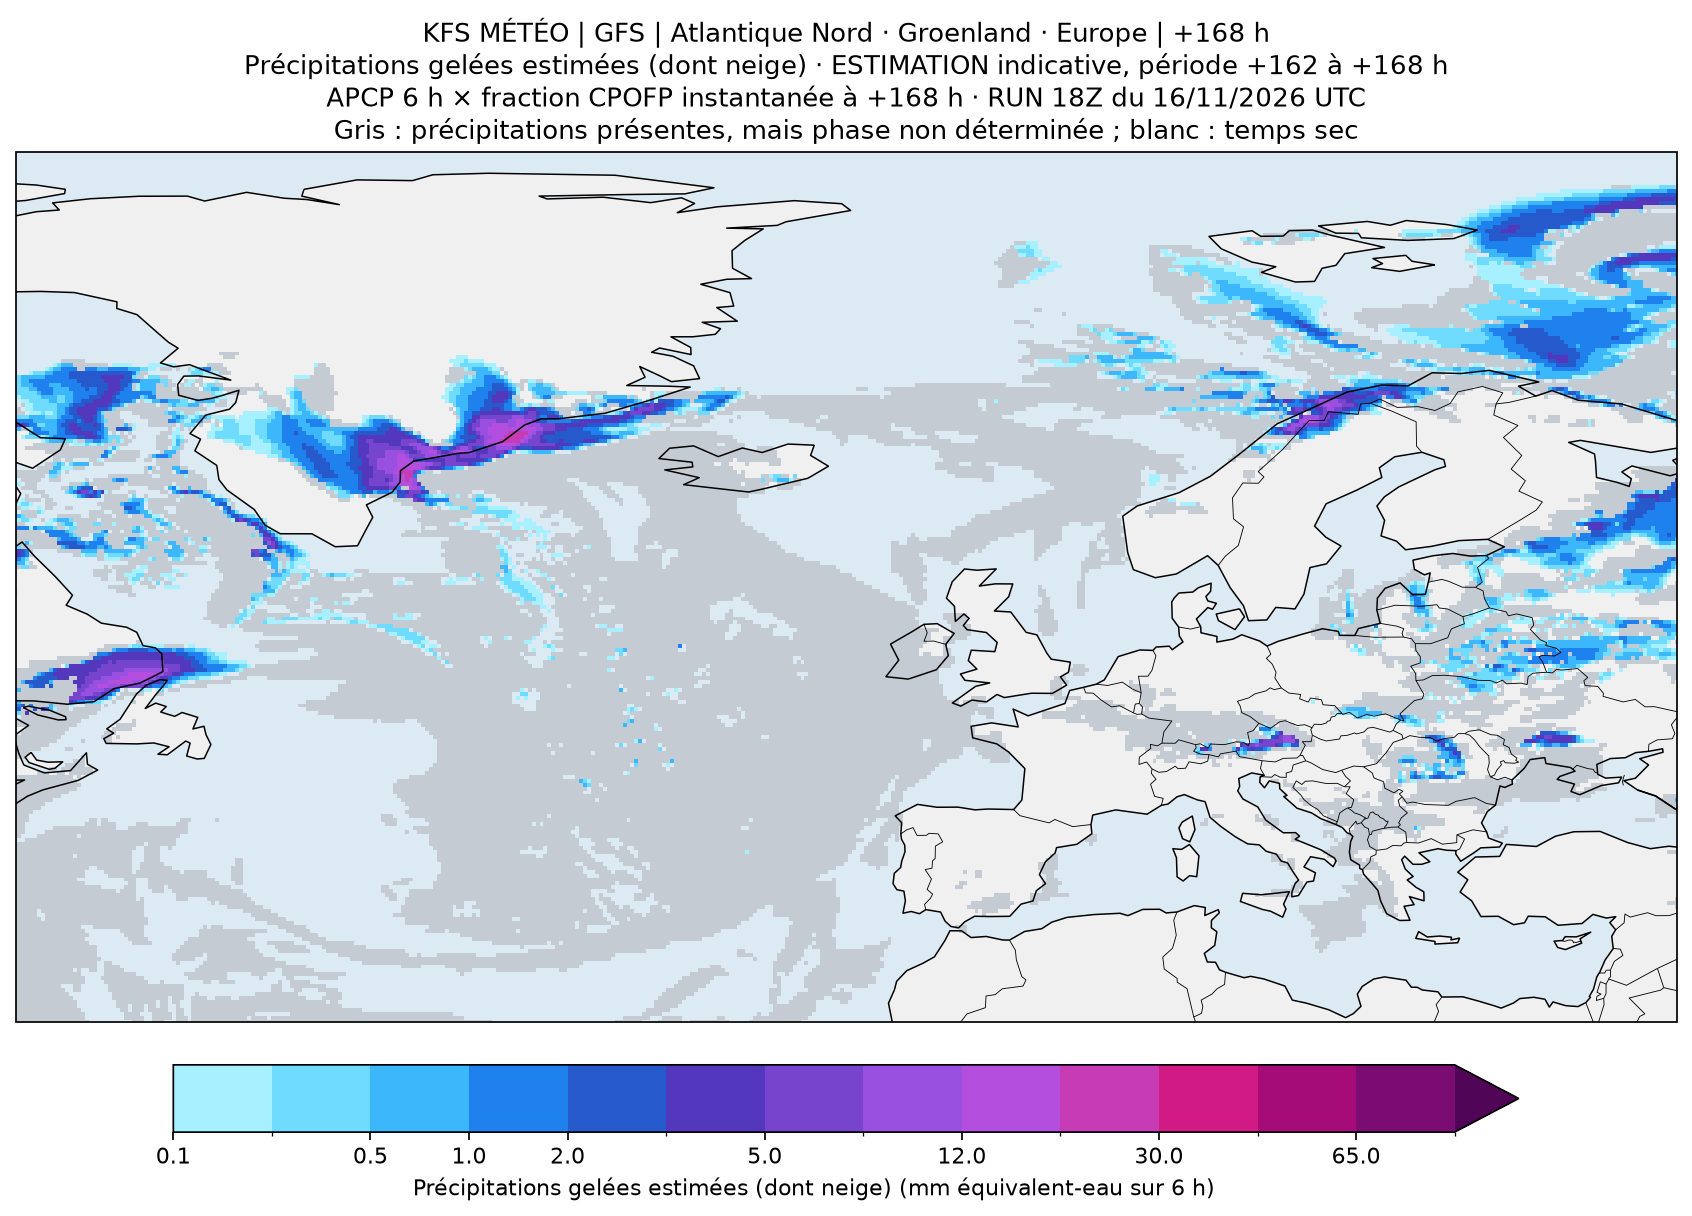 KFS MÉTÉO | GFS | Atlantique Nord · Groenland · Europe | +168 h
Précipitations gelées estimées (dont neige) · ESTIMATION indicative, période +162 à +168 h
APCP 6 h × fraction CPOFP instantanée à +168 h · RUN 18Z du 16/11/2026 UTC
Gris : précipitations présentes, mais phase non déterminée ; blanc : temps sec
0.1 0.5 1.0 2.0 5.0 12.0 30.0 65.0
Précipitations gelées estimées (dont neige) (mm équivalent-eau sur 6 h)